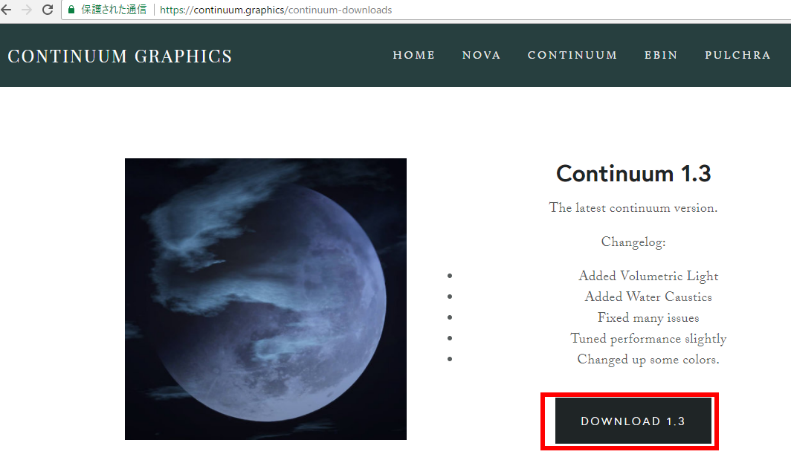 保護された通信 https://continuum.graphics/continuum-downloads
CONTINUUM GRAPHICS
HOME NOVA CONTINUUM EBIN PULCHRA
Continuum 1.3
The latest continuum version.
Changelog:
Added Volumetric Light
Added Water Caustics
Fixed many issues
Tuned performance slightly
Changed up some colors.
DOWNLOAD 1.3